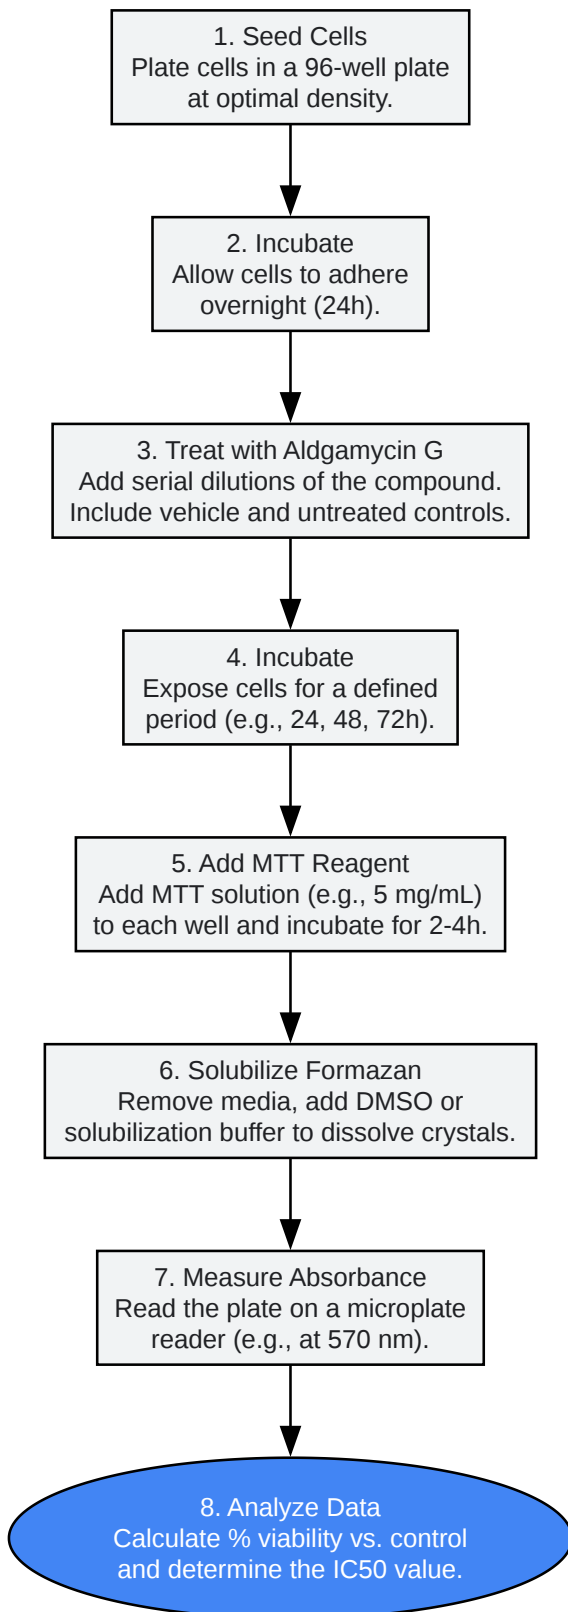 1. Seed Cells
Plate cells in a 96-well plate
at optimal density.
2. Incubate
Allow cells to adhere
overnight (24h).
3. Treat with Aldgamycin G
Add serial dilutions of the compound.
Include vehicle and untreated controls.
4. Incubate
Expose cells for a defined
period (e.g., 24, 48, 72h).
5. Add MTT Reagent
Add MTT solution (e.g., 5 mg/mL)
to each well and incubate for 2-4h.
6. Solubilize Formazan
Remove media, add DMSO or
solubilization buffer to dissolve crystals.
7. Measure Absorbance
Read the plate on a microplate
reader (e.g., at 570 nm).
8. Analyze Data
Calculate % viability vs. control
and determine the IC50 value.